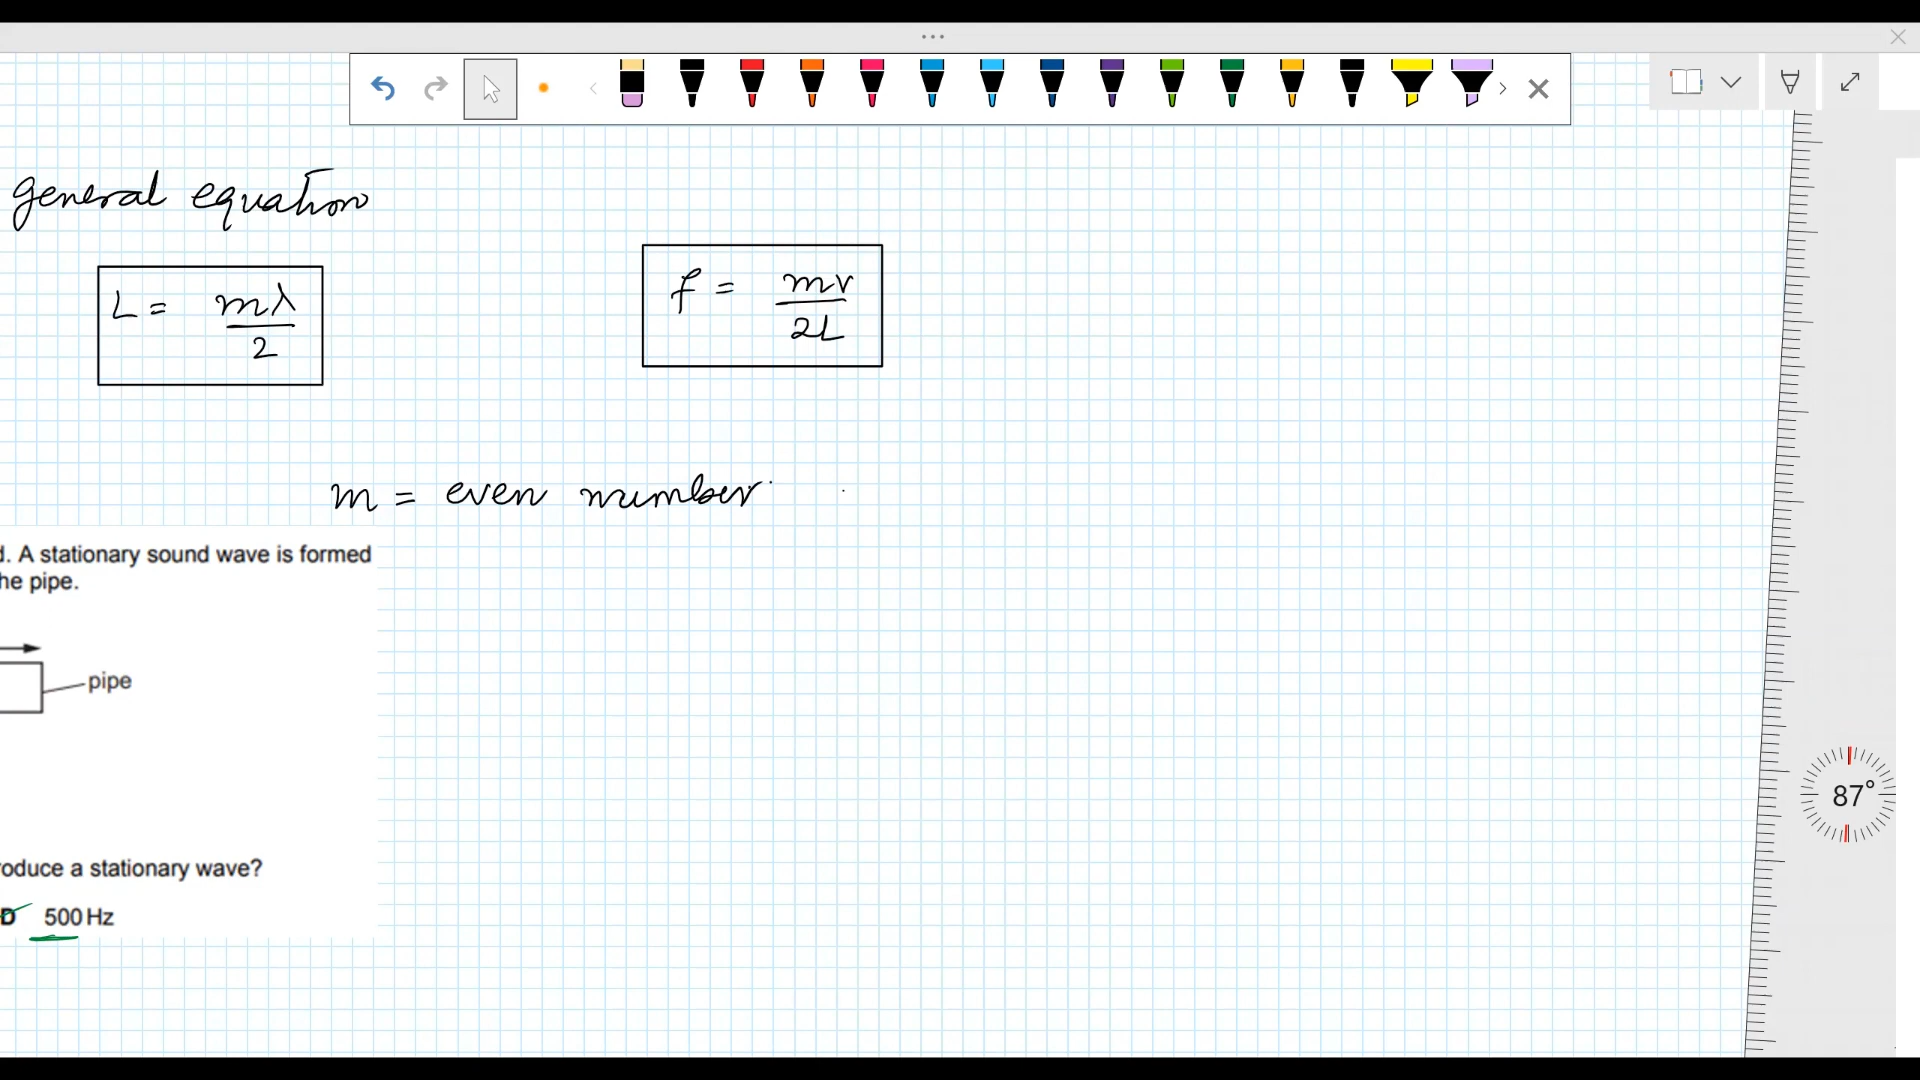 general equation
L = mλ/2
f = mv/2L
m = even number
d. A stationary sound wave is formed
he pipe.
pipe
87°
roduce a stationary wave?
D 500 Hz